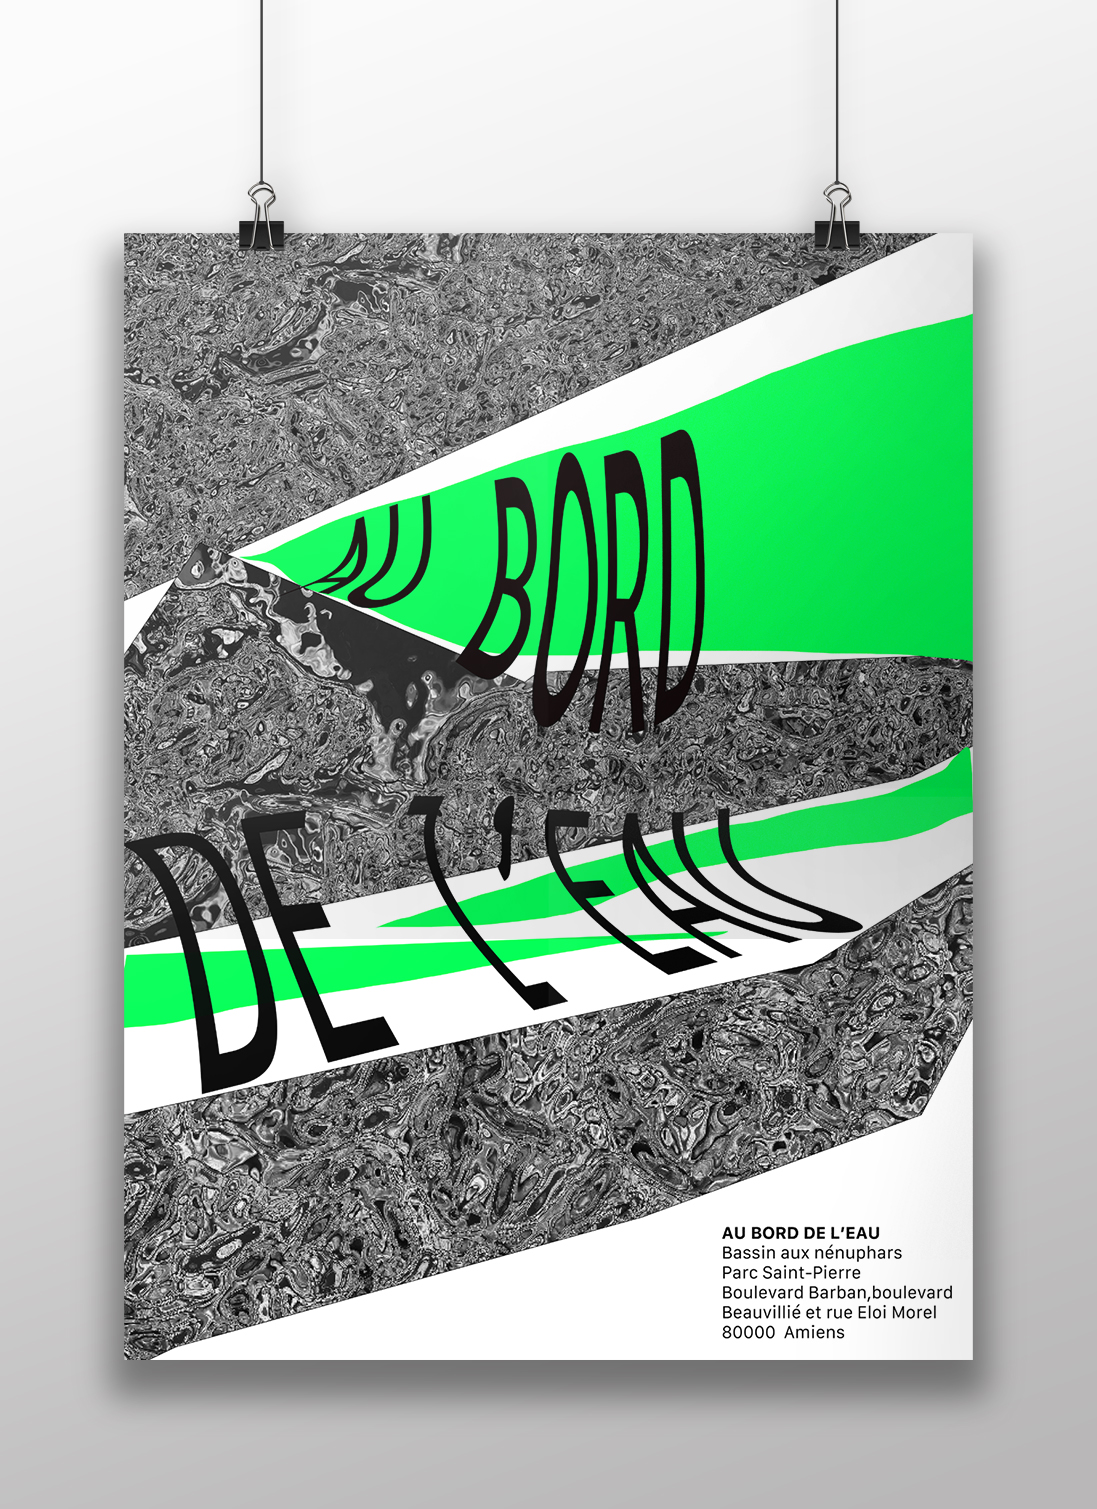 AU BORD
DE L'EAU
AU BORD DE L’EAU
Bassin aux nénuphars
Parc Saint-Pierre
Boulevard Barban,boulevard
Beauvillié et rue Eloi Morel
80000 Amiens